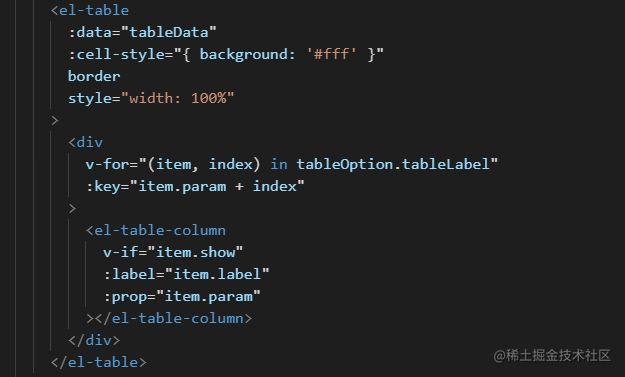 <el-table
:data="tableData"
:cell-style="{ background: '#fff' }"
border
style="width: 100%"
>
<div
v-for="(item, index) in tableOption.tableLabel"
:key="item.param + index"
>
<el-table-column
v-if="item.show"
:label="item.label"
:prop="item.param"
></el-table-column>
</div>
</el-table>
@稀土掘金技术社区